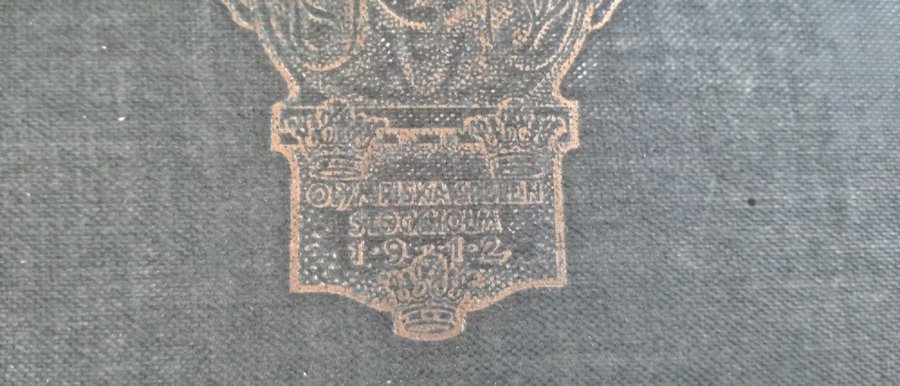 OLYMPISKA SPELEN
STOCKHOLM
1·9·1·2